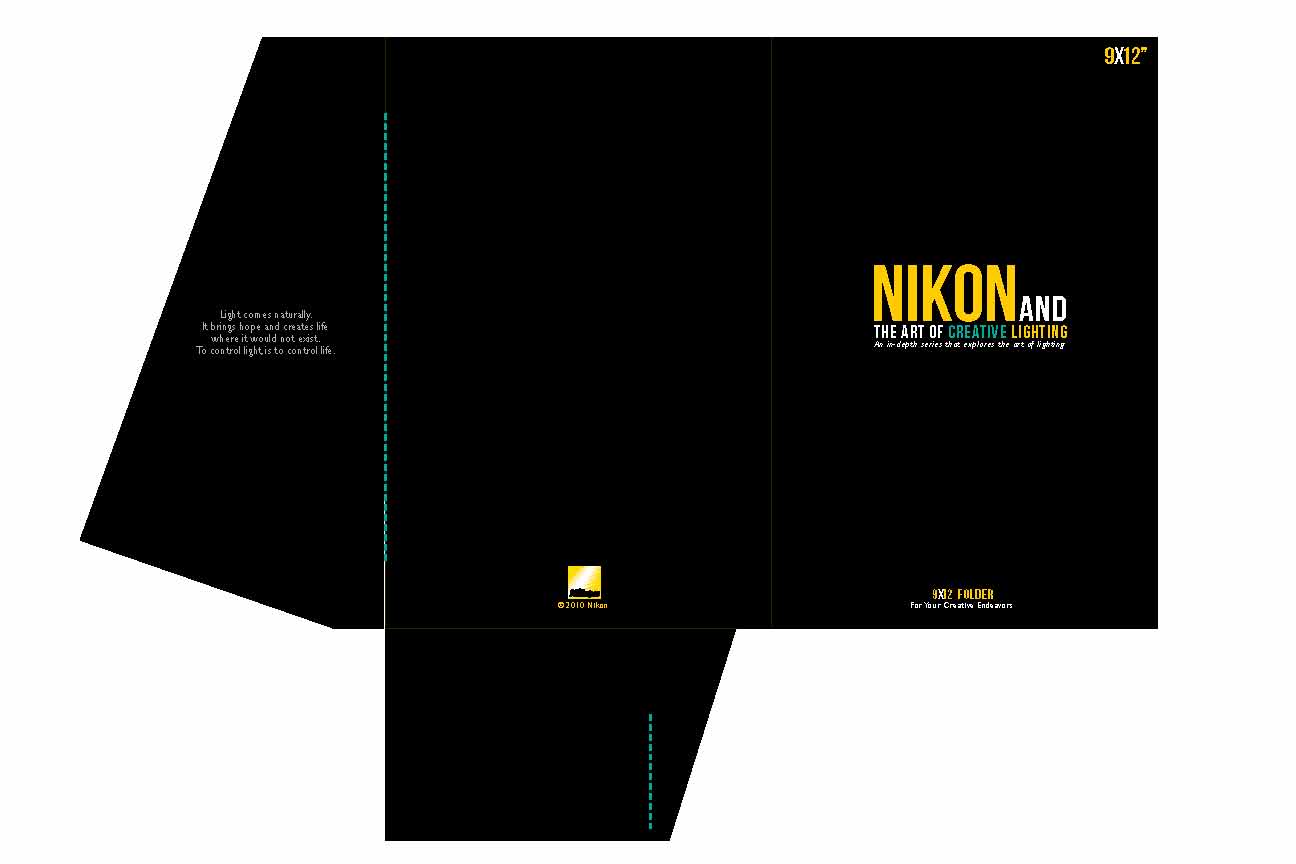 9X12"
NIKON AND
THE ART OF CREATIVE LIGHTING
An in-depth series that explores the art of lighting
Light comes naturally.
It brings hope and creates life
where it would not exist.
To control light, is to control life.
© 2010 Nikon
9X12 FOLDER
For Your Creative Endeavors